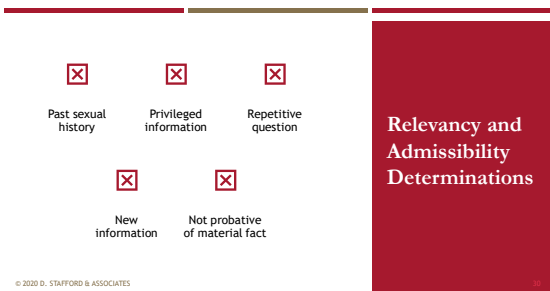 Past sexual
history
Privileged
information
Repetitive
question
New
information
Not probative
of material fact
Relevancy and
Admissibility
Determinations
© 2020 D. STAFFORD & ASSOCIATES
30